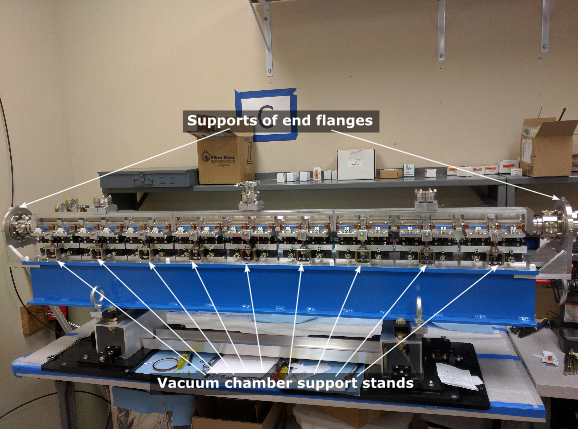 C
Supports of end flanges
Vacuum chamber support stands